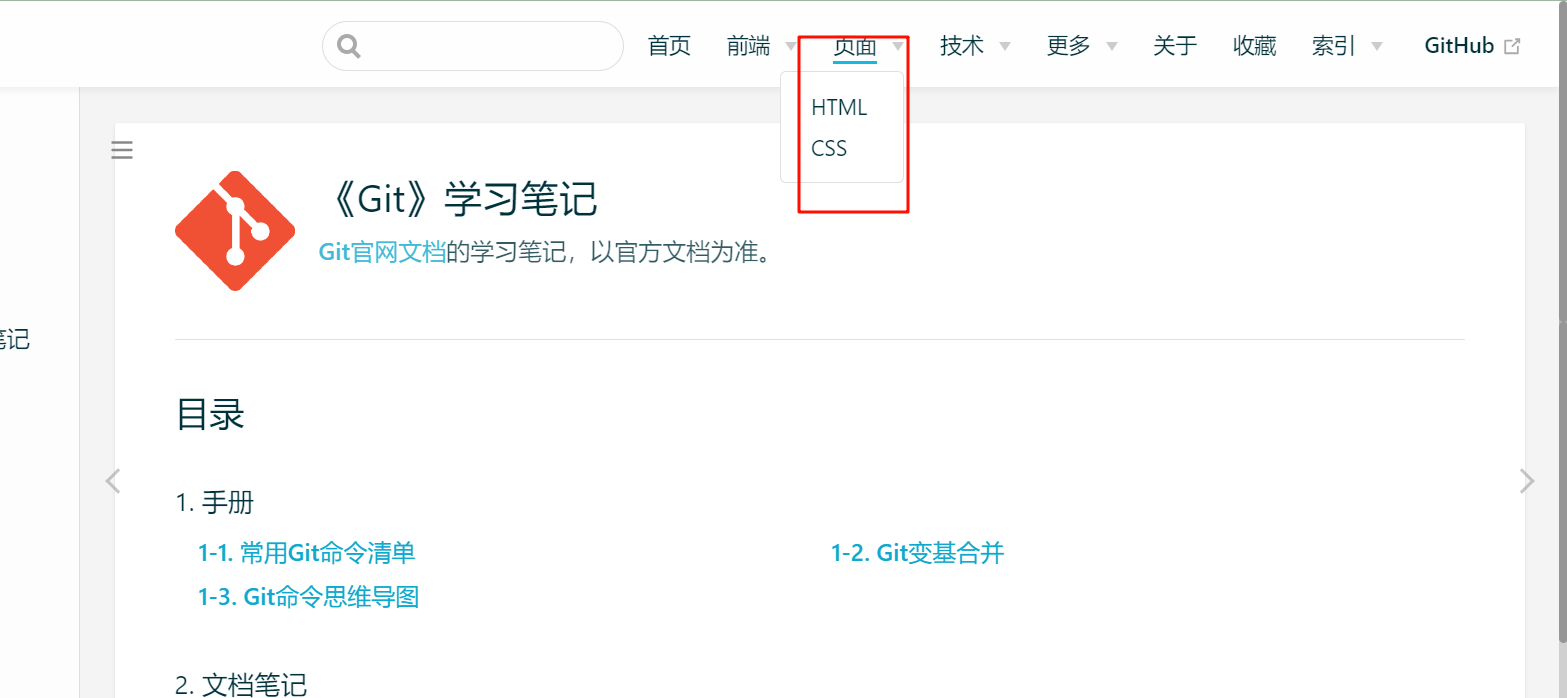 首页 前端 页面 技术 更多 关于 收藏 索引 GitHub
HTML
CSS
《Git》学习笔记
Git官网文档的学习笔记，以官方文档为准。
笔记
目录
1. 手册
1-1. 常用Git命令清单
1-2. Git变基合并
1-3. Git命令思维导图
2. 文档笔记